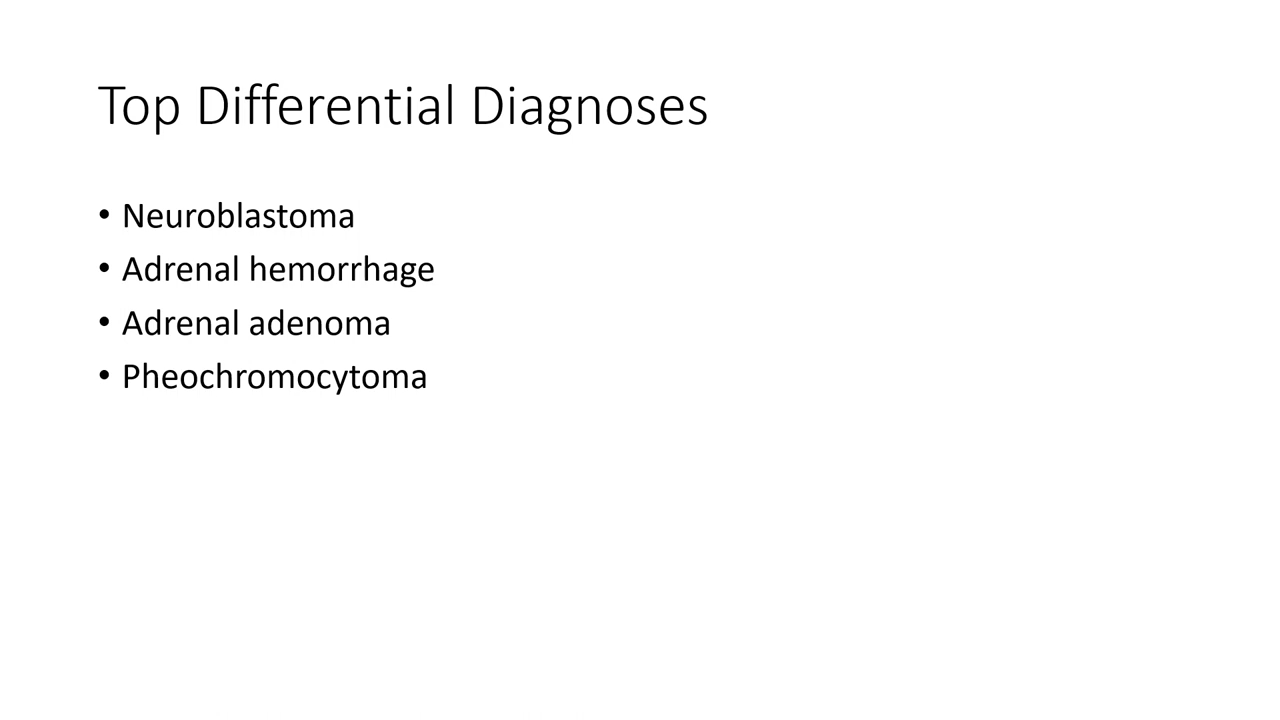 Top Differential Diagnoses
• Neuroblastoma
• Adrenal hemorrhage
• Adrenal adenoma
• Pheochromocytoma